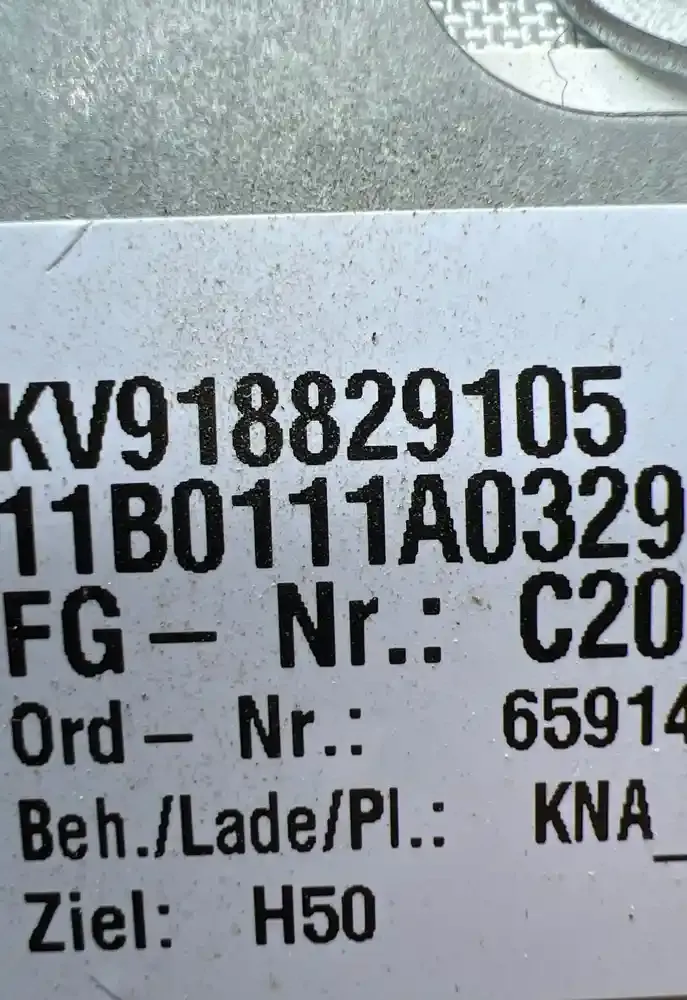 KV918829105
11B0111A0329
FG – Nr.: C20
Ord – Nr.: 65914
Beh./Lade/Pl.: KNA_
Ziel: H50